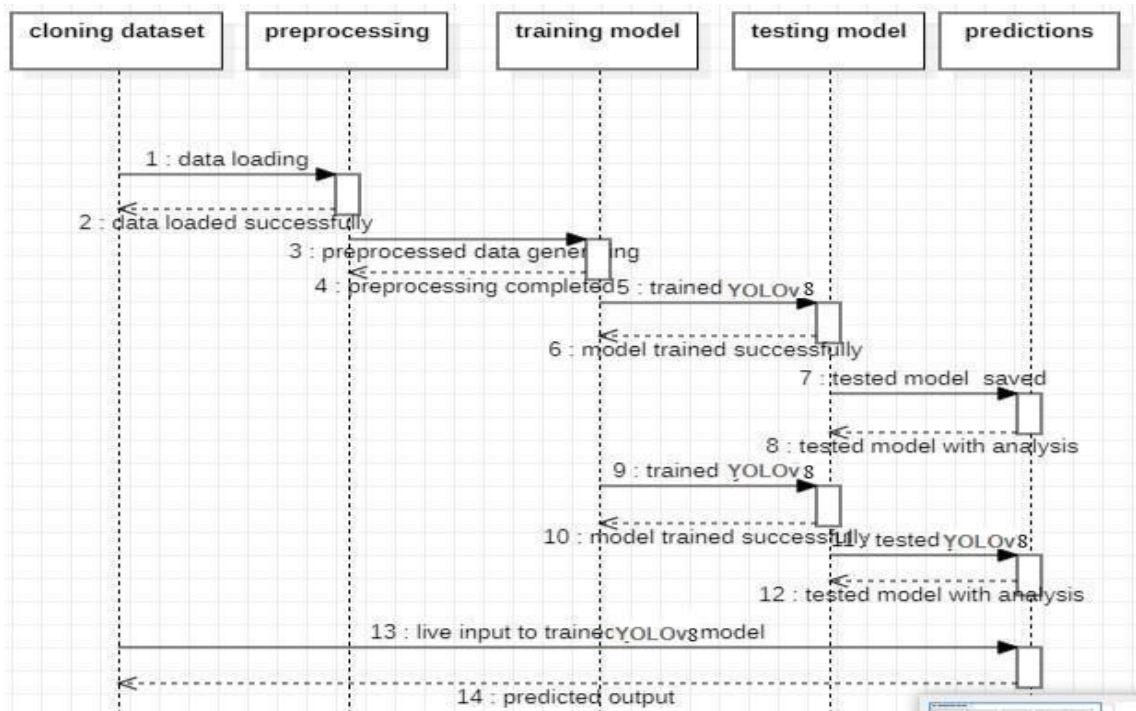 cloning dataset
preprocessing
training model
testing model
predictions
1 : data loading
2 : data loaded successfully
3 : preprocessed data generating
4 : preprocessing completed
5 : trained YOLOv8
6 : model trained successfully
7 : tested model saved
8 : tested model with analysis
9 : trained YOLOv8
10 : model trained successfully
11 : tested YOLOv8
12 : tested model with analysis
13 : live input to trained YOLOv8 model
14 : predicted output